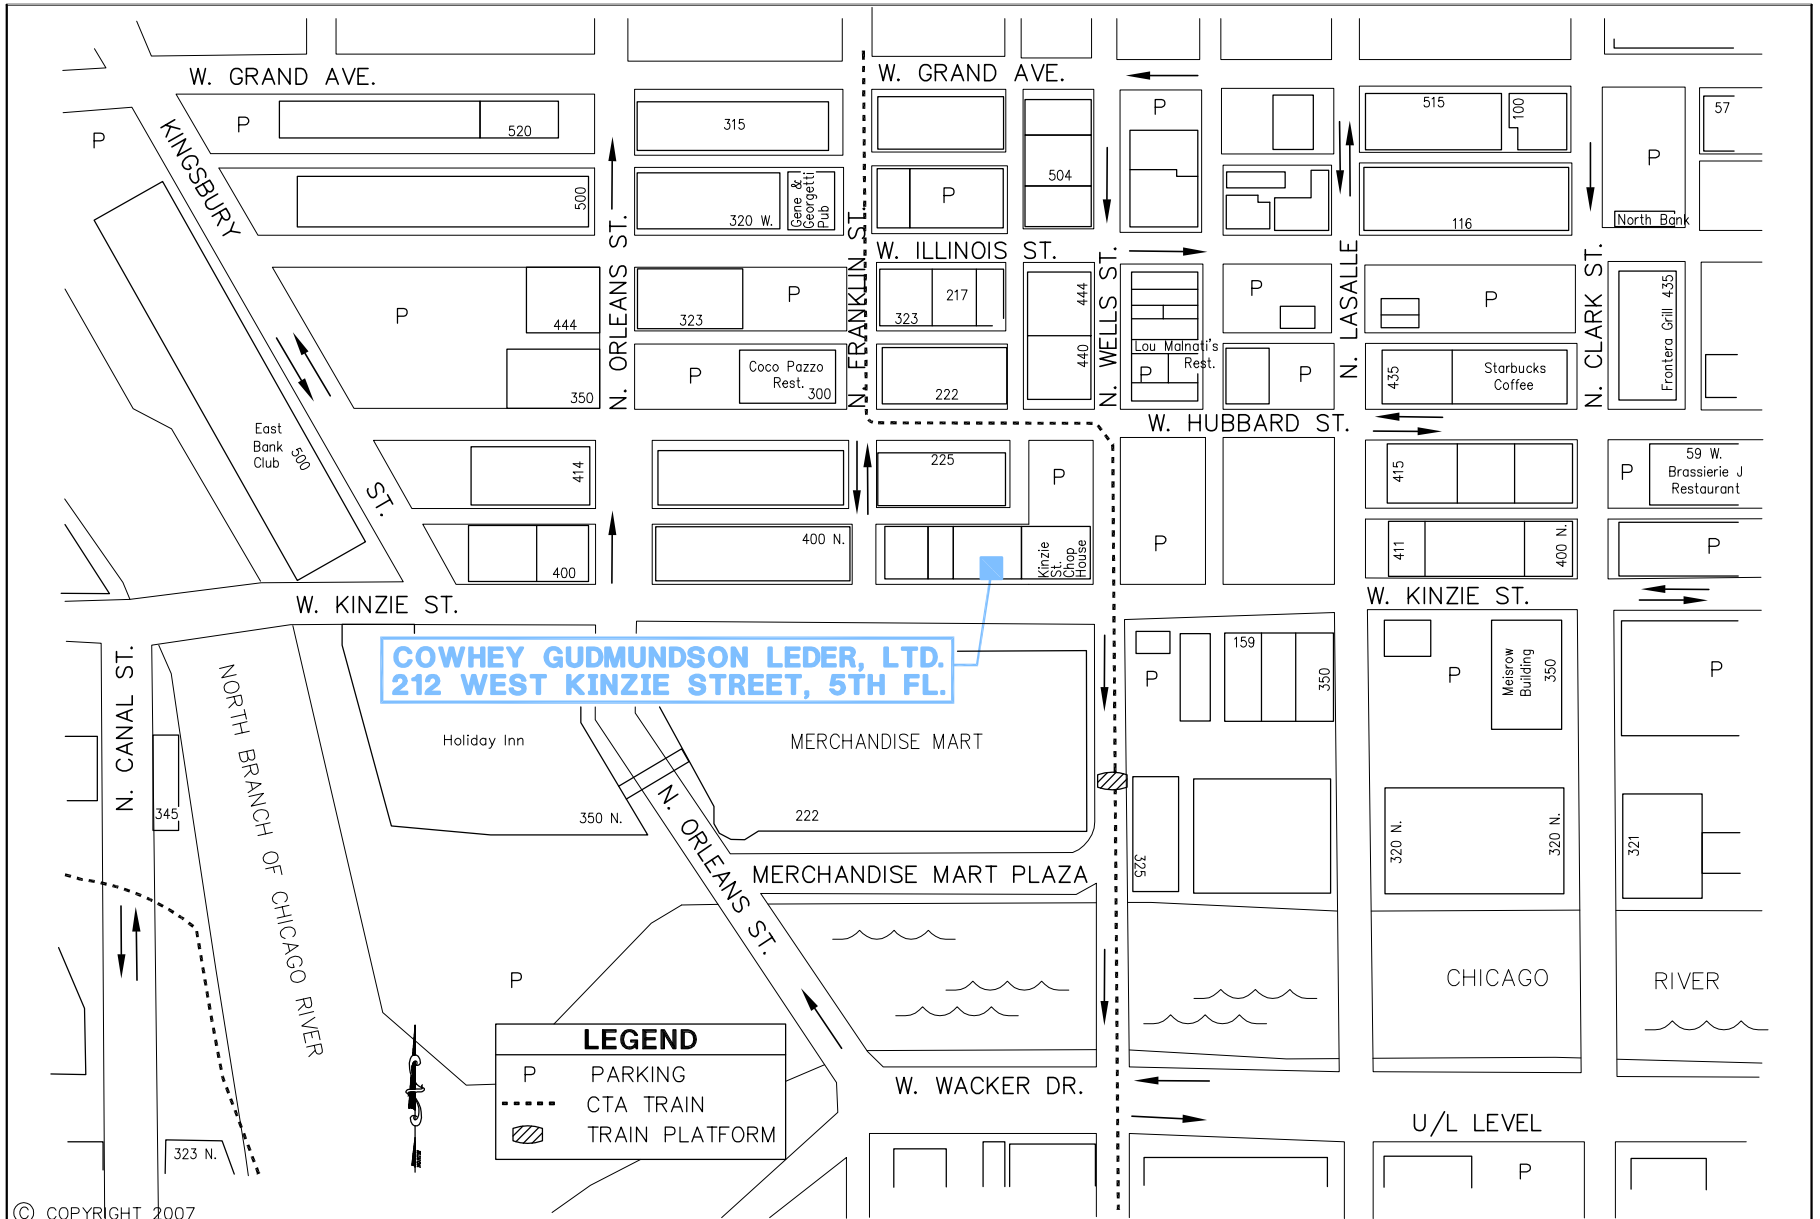 W. GRAND AVE.
W. GRAND AVE.
P
P
520
315
P
515
100
57
P
KINGSBURY
ST.
500
320 W.
Gene &
Georgetti
Pub
P
504
116
P
North Bank
N. ORLEANS ST.
N. FRANKLIN ST.
W. ILLINOIS ST.
N. WELLS ST.
N. LASALLE
N. CLARK ST.
P
444
323
P
323
217
444
P
P
Frontera Grill 435
350
P
Coco Pazzo
Rest.
300
222
440
Lou Malnati's
Rest.
P
P
435
Starbucks
Coffee
W. HUBBARD ST.
East
Bank
Club
500
414
225
P
415
P
59 W.
Brassierie J
Restaurant
400
400 N.
Kinzie
St.
Chop
House
P
411
400 N.
P
W. KINZIE ST.
W. KINZIE ST.
COWHEY GUDMUNDSON LEDER, LTD.
212 WEST KINZIE STREET, 5TH FL.
N. CANAL ST.
NORTH BRANCH OF CHICAGO RIVER
Holiday Inn
350 N.
MERCHANDISE MART
222
P
159
350
P
Meisrow
Building
350
P
345
N. ORLEANS ST.
MERCHANDISE MART PLAZA
325
320 N.
320 N.
321
P
CHICAGO
RIVER
LEGEND
P PARKING
CTA TRAIN
TRAIN PLATFORM
W. WACKER DR.
U/L LEVEL
323 N.
P
© COPYRIGHT 2007